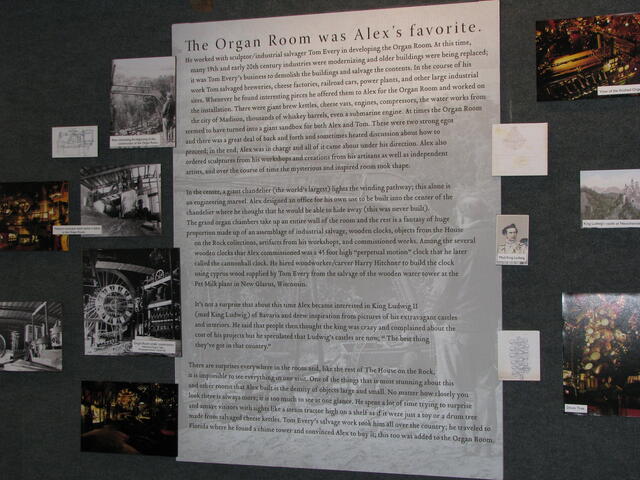 The Organ Room was Alex's favorite.
He worked with sculptor/industrial salvager Tom Every in developing the Organ Room. At this time,
many 19th and early 20th century industries were modernizing and older buildings were being replaced;
it was Tom Every's business to demolish the buildings and salvage the contents. In the course of his
work Tom salvaged breweries, cheese factories, railroad cars, power plants, and other large industrial
sites. Whenever he found interesting pieces he offered them to Alex for the Organ Room and worked on
the installation. There were giant brew kettles, cheese vats, engines, compressors, the water works from
the city of Madison, thousands of whiskey barrels, even a submarine engine. At times the Organ Room
seemed to have turned into a giant sandbox for both Alex and Tom. These were two strong egos
and there was a great deal of back and forth and sometimes heated discussion about how to
proceed; in the end, Alex was in charge and all of it came about under his direction. Alex also
ordered sculptures from his workshops and creations from his artisans as well as independent
artists, and over the course of time the mysterious and inspired room took shape.
In the center, a giant chandelier (the world's largest) lights the winding pathway; this alone is
an engineering marvel. Alex designed an office for his own use to be built into the center of the
chandelier where he thought that he would be able to hide away (this was never built).
The grand organ chambers take up an entire wall of the room and the rest is a fantasy of huge
proportion made up of an assemblage of industrial salvage, wooden clocks, objects from the House
on the Rock collections, artifacts from his workshops, and commissioned works. Among the several
wooden clocks that Alex commissioned was a 45 foot high "perpetual motion" clock that he later
called the cannonball clock. He hired woodworker/carver Harry Hitchner to build the clock
using cypress wood supplied by Tom Every from the salvage of the wooden water tower at the
Pet Milk plant in New Glarus, Wisconsin.
It's not a surprise that about this time Alex became interested in King Ludwig II
(mad King Ludwig) of Bavaria and drew inspiration from pictures of his extravagant castles
and interiors. He said that people then thought the king was crazy and complained about the
cost of his projects but he speculated that Ludwig's castles are now; "The best thing
they've got in that country."
There are surprises everywhere in the room and, like the rest of The House on the Rock,
it is impossible to see everything in one visit. One of the things that is most stunning about this
and other rooms that Alex built is the density of objects large and small. No matter how closely you
look there is always more; it is too much to see at one glance. He spent a lot of time trying to surprise
and amaze visitors with sights like a steam tractor high on a shelf as if it were just a toy or a drum tree
made from salvaged cheese kettles. Tom Every's salvage work took him all over the country; he traveled to
Florida where he found a chime tower and convinced Alex to buy it; this too was added to the Organ Room.
Mad King Ludwig
King Ludwig's castle at Neuschwanstein
Drum Tree